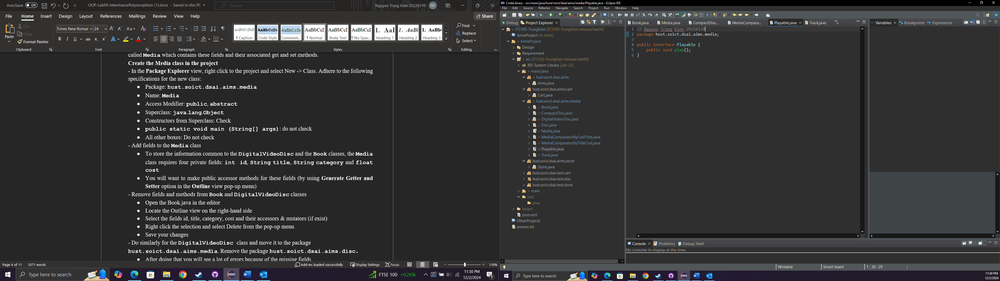 AutoSave Off OOP-Lab04-InheritancePolymorphism (1).docx - Saved to this PC Search Nguyen Trung Kien 20226110 NT
File Home Insert Design Layout References Mailings Review View Help Share
Paste Cut Copy Format Painter Clipboard
Times New Roman 24 Font
Paragraph
AaBbCcDdE ¶ Caption AaBbCcDc Code Style AaBbCcDc Comment... AaBbCcI ¶ Normal AaBbCcI Body Text AaBbCcI ¶ No Spac... 1. AaI Heading 1 1. AaBl Heading 2 1. AaBb( Heading 3 Styles
Find Replace Select Editing
called Media which contains these fields and their associated get and set methods.
Create the Media class in the project
- In the Package Explorer view, right click to the project and select New -> Class. Adhere to the following
specifications for the new class:
● Package: hust.soict.dsai.aims.media
● Name: Media
● Access Modifier: public, abstract
● Superclass: java.lang.Object
● Constructors from Superclass: Check
● public static void main (String[] args): do not check
● All other boxes: Do not check
- Add fields to the Media class
● To store the information common to the DigitalVideoDisc and the Book classes, the Media
class requires four private fields: int id, String title, String category and float
cost
● You will want to make public accessor methods for these fields (by using Generate Getter and
Setter option in the Outline view pop-up menu)
- Remove fields and methods from Book and DigitalVideoDisc classes
● Open the Book.java in the editor
● Locate the Outline view on the right-hand side
● Select the fields id, title, category, cost and their accessors & mutators (if exist)
● Right click the selection and select Delete from the pop-up menu
● Save your changes
- Do similarly for the DigitalVideoDisc class and move it to the package
hust.soict.dsai.aims.media. Remove the package hust.soict.dsai.aims.disc.
● After doing that you will see a lot of errors because of the missing fields
Page 4 of 11 3371 words Add-ins loaded successfully Display Settings Focus 110%
Type here to search FTSE 100 +0,26% 11:30 PM 12/2/2024
CodeLibrary - src/main/java/hust/soict/dsai/aims/media/Playable.java - Eclipse IDE
File Edit Source Refactor Navigate Search Project Run Window Help
Debug Project Explorer
> IT3103-TrungKien [IT3103-TrungKien release/lab04]
AimsProject (in Aims)
> AimsProject
Design
Requirement
> src [IT3103-TrungKien release/lab04]
JRE System Library [jdk-22]
> main/java
> hust.soict.dsai.aims
Aims.java
hust.soict.dsai.aims.cart
Cart.java
> hust.soict.dsai.aims.media
> Book.java
> CompactDisc.java
> DigitalVideoDisc.java
> Disc.java
> Media.java
> MediaComparatorByCostTitle.java
> MediaComparatorByTitleCost.java
> Playable.java
> Track.java
hust.soict.dsai.aims.store
Store.java
hust.soict.dsai.test.cart
hust.soict.dsai.test.disc
hust.soict.dsai.test.store
> main
test
java
target
pom.xml
OtherProjects
answer.txt
Book.java Media.java CompactDisc... MediaCompara... Playable.java Track.java 4
1 // Nguyen Trung Kien 20226110
2 package hust.soict.dsai.aims.media;
3
4 public interface Playable {
5 public void play();
6 }
Variables Breakpoints Expressions
Console Problems Debug Shell
No consoles to display at this time.
Writable Smart Insert 1 : 30 : 29
Type here to search 11:30 PM 12/2/2024